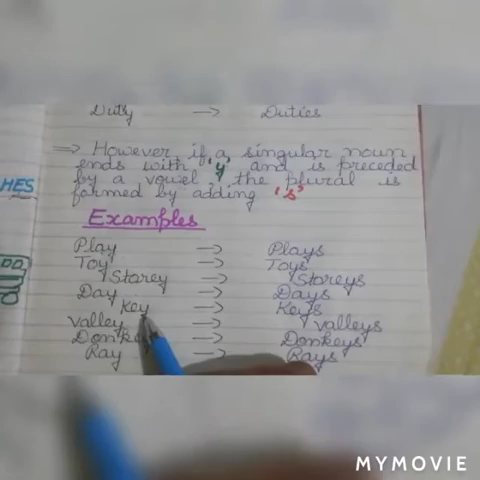 Duty → Duties
⇒ However if a singular noun
ends with 'y' and is preceded
by a vowel, the plural is
formed by adding 's'
HES
Examples
Play → Plays
Toy → Toys
Storey → Storeys
Day → Days
Key → Keys
Valley → Valleys
Donkey → Donkeys
Ray → Rays
MYMOVIE